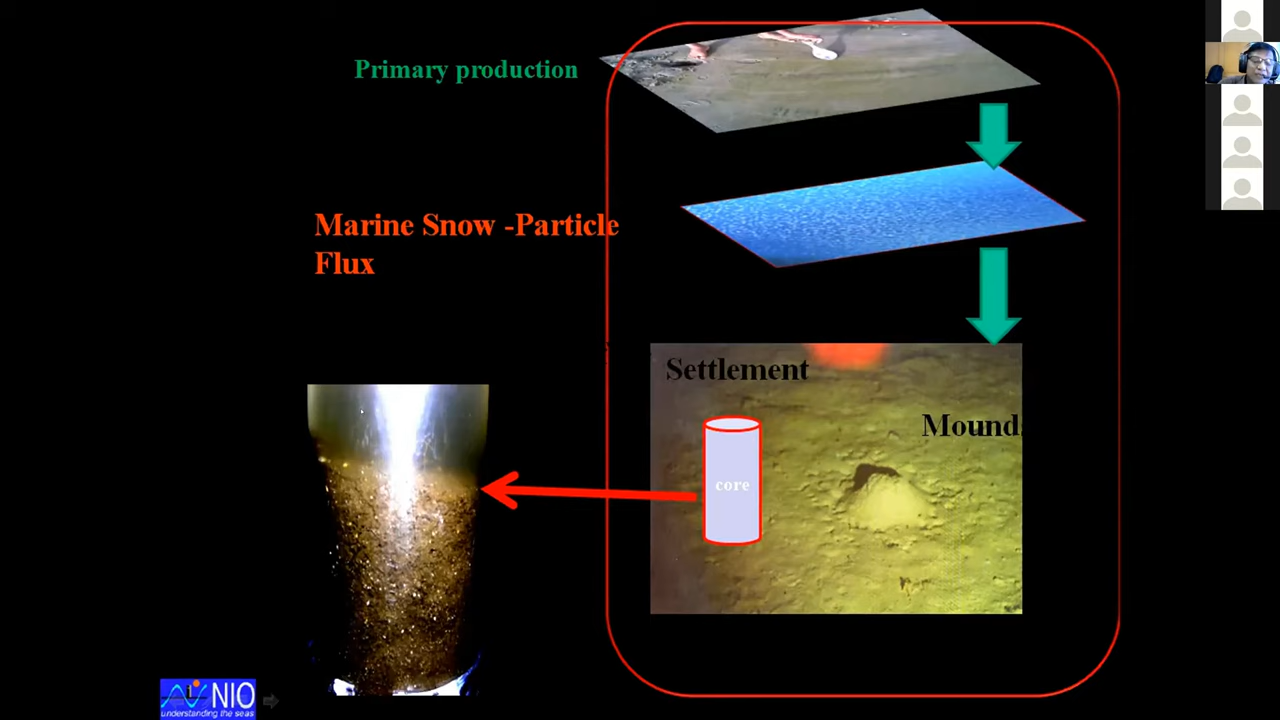 Primary production
Marine Snow -Particle
Flux
Settlement
Mound
core
NIO
understanding the seas